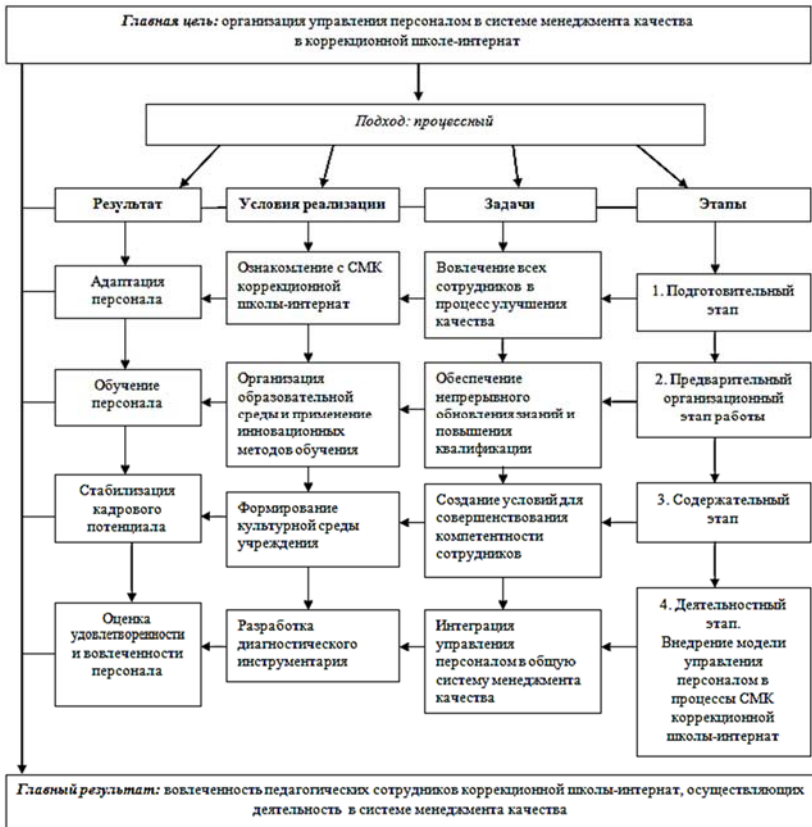 Главная цель: организация управления персоналом в системе менеджмента качества
в коррекционной школе-интернат
Подход: процессный
Результат
Условия реализации
Задачи
Этапы
Адаптация
персонала
Ознакомление с СМК
коррекционной
школы-интернат
Вовлечение всех
сотрудников в
процесс улучшения
качества
1. Подготовительный
этап
Обучение
персонала
Организация
образовательной
среды и применение
инновационных
методов обучения
Обеспечение
непрерывного
обновления знаний и
повышения
квалификации
2. Предварительный
организационный
этап работы
Стабилизация
кадрового
потенциала
Формирование
культурной среды
учреждения
Создание условий для
совершенствования
компетентности
сотрудников
3. Содержательный
этап
Оценка
удовлетворенности
и вовлеченности
персонала
Разработка
диагностического
инструментария
Интеграция
управления
персоналом в общую
систему менеджмента
качества
4. Деятельностный
этап.
Внедрение модели
управления
персоналом в
процессы СМК
коррекционной
школы-интернат
Главный результат: вовлеченность педагогических сотрудников коррекционной школы-интернат, осуществляющих
деятельность в системе менеджмента качества